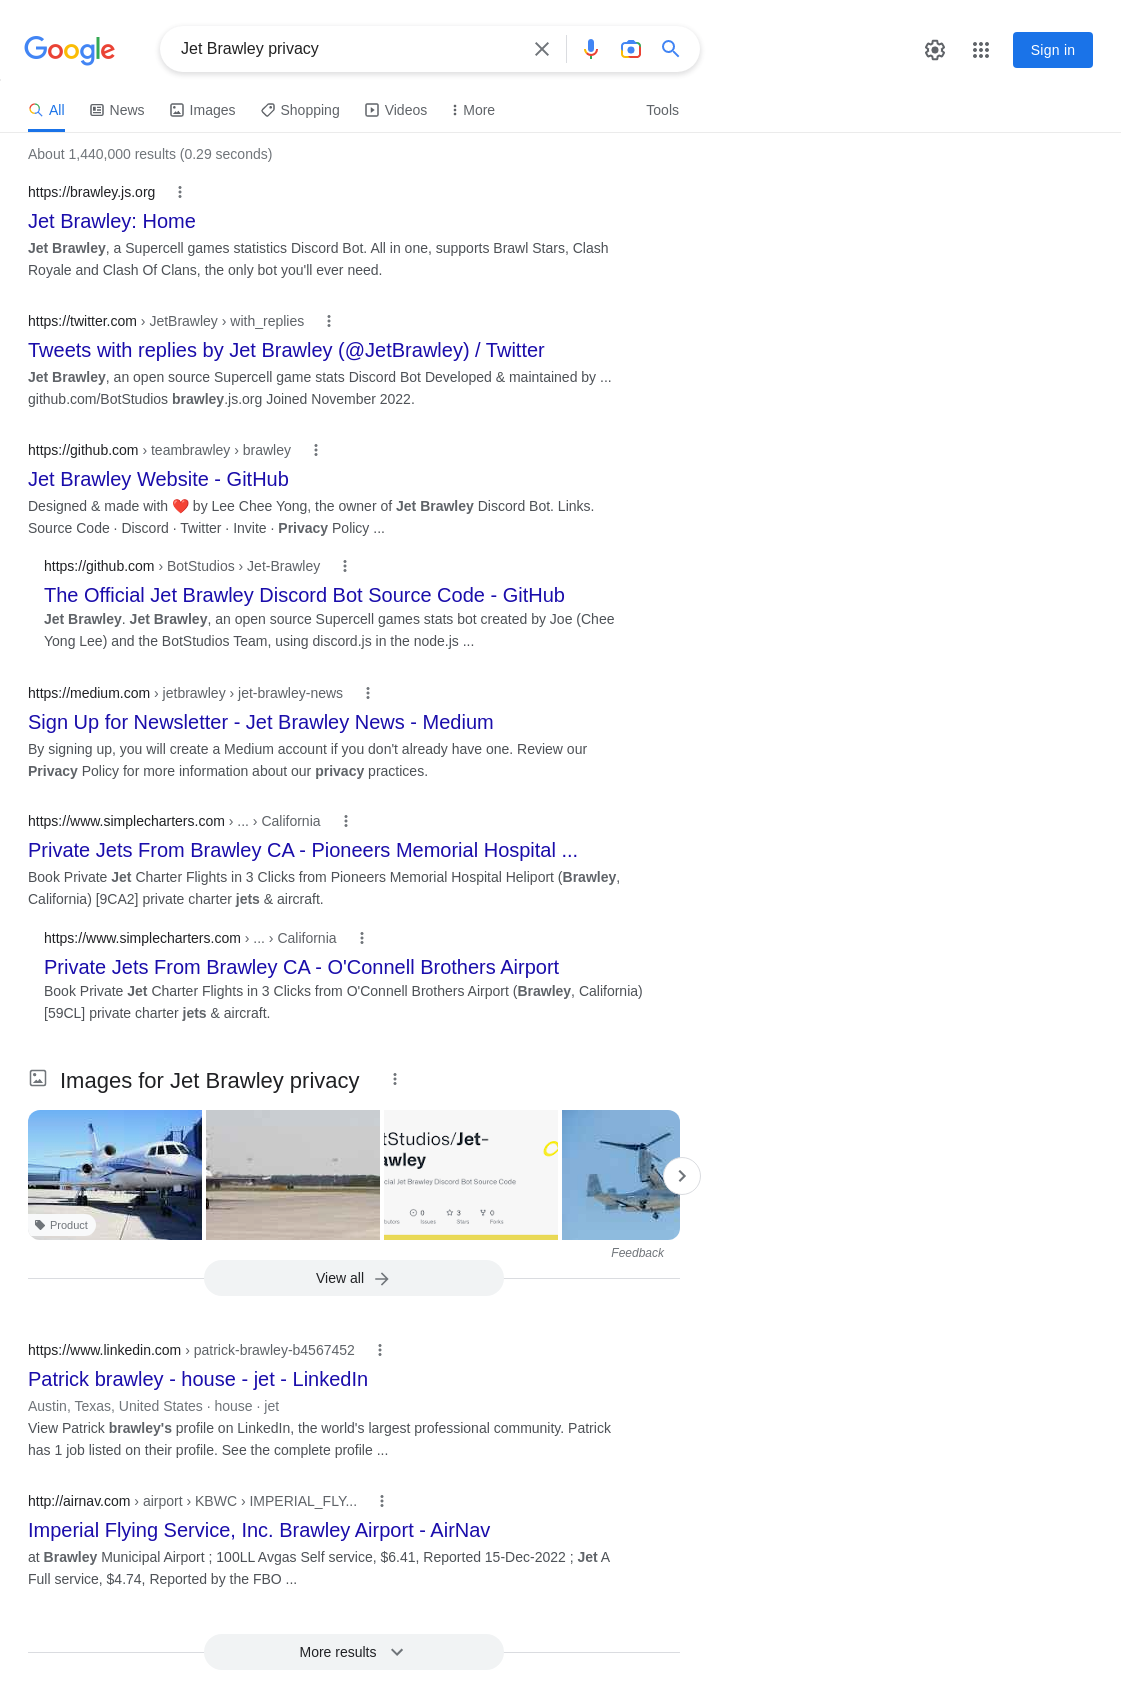 Google
Jet Brawley privacy
Sign in
All
News
Images
Shopping
Videos
More
Tools
About 1,440,000 results (0.29 seconds)
https://brawley.js.org
Jet Brawley: Home
Jet Brawley, a Supercell games statistics Discord Bot. All in one, supports Brawl Stars, Clash
Royale and Clash Of Clans, the only bot you'll ever need.
https://twitter.com › JetBrawley › with_replies
Tweets with replies by Jet Brawley (@JetBrawley) / Twitter
Jet Brawley, an open source Supercell game stats Discord Bot Developed & maintained by ...
github.com/BotStudios brawley.js.org Joined November 2022.
https://github.com › teambrawley › brawley
Jet Brawley Website - GitHub
Designed & made with ❤️ by Lee Chee Yong, the owner of Jet Brawley Discord Bot. Links.
Source Code · Discord · Twitter · Invite · Privacy Policy ...
https://github.com › BotStudios › Jet-Brawley
The Official Jet Brawley Discord Bot Source Code - GitHub
Jet Brawley. Jet Brawley, an open source Supercell games stats bot created by Joe (Chee
Yong Lee) and the BotStudios Team, using discord.js in the node.js ...
https://medium.com › jetbrawley › jet-brawley-news
Sign Up for Newsletter - Jet Brawley News - Medium
By signing up, you will create a Medium account if you don't already have one. Review our
Privacy Policy for more information about our privacy practices.
https://www.simplecharters.com › ... › California
Private Jets From Brawley CA - Pioneers Memorial Hospital ...
Book Private Jet Charter Flights in 3 Clicks from Pioneers Memorial Hospital Heliport (Brawley,
California) [9CA2] private charter jets & aircraft.
https://www.simplecharters.com › ... › California
Private Jets From Brawley CA - O'Connell Brothers Airport
Book Private Jet Charter Flights in 3 Clicks from O'Connell Brothers Airport (Brawley, California)
[59CL] private charter jets & aircraft.
Images for Jet Brawley privacy
Product
tStudios/Jet-
awley
cial Jet Brawley Discord Bot Source Code
0 3 0
butors Issues Stars Forks
Feedback
View all
https://www.linkedin.com › patrick-brawley-b4567452
Patrick brawley - house - jet - LinkedIn
Austin, Texas, United States · house · jet
View Patrick brawley's profile on LinkedIn, the world's largest professional community. Patrick
has 1 job listed on their profile. See the complete profile ...
http://airnav.com › airport › KBWC › IMPERIAL_FLY...
Imperial Flying Service, Inc. Brawley Airport - AirNav
at Brawley Municipal Airport ; 100LL Avgas Self service, $6.41, Reported 15-Dec-2022 ; Jet A
Full service, $4.74, Reported by the FBO ...
More results